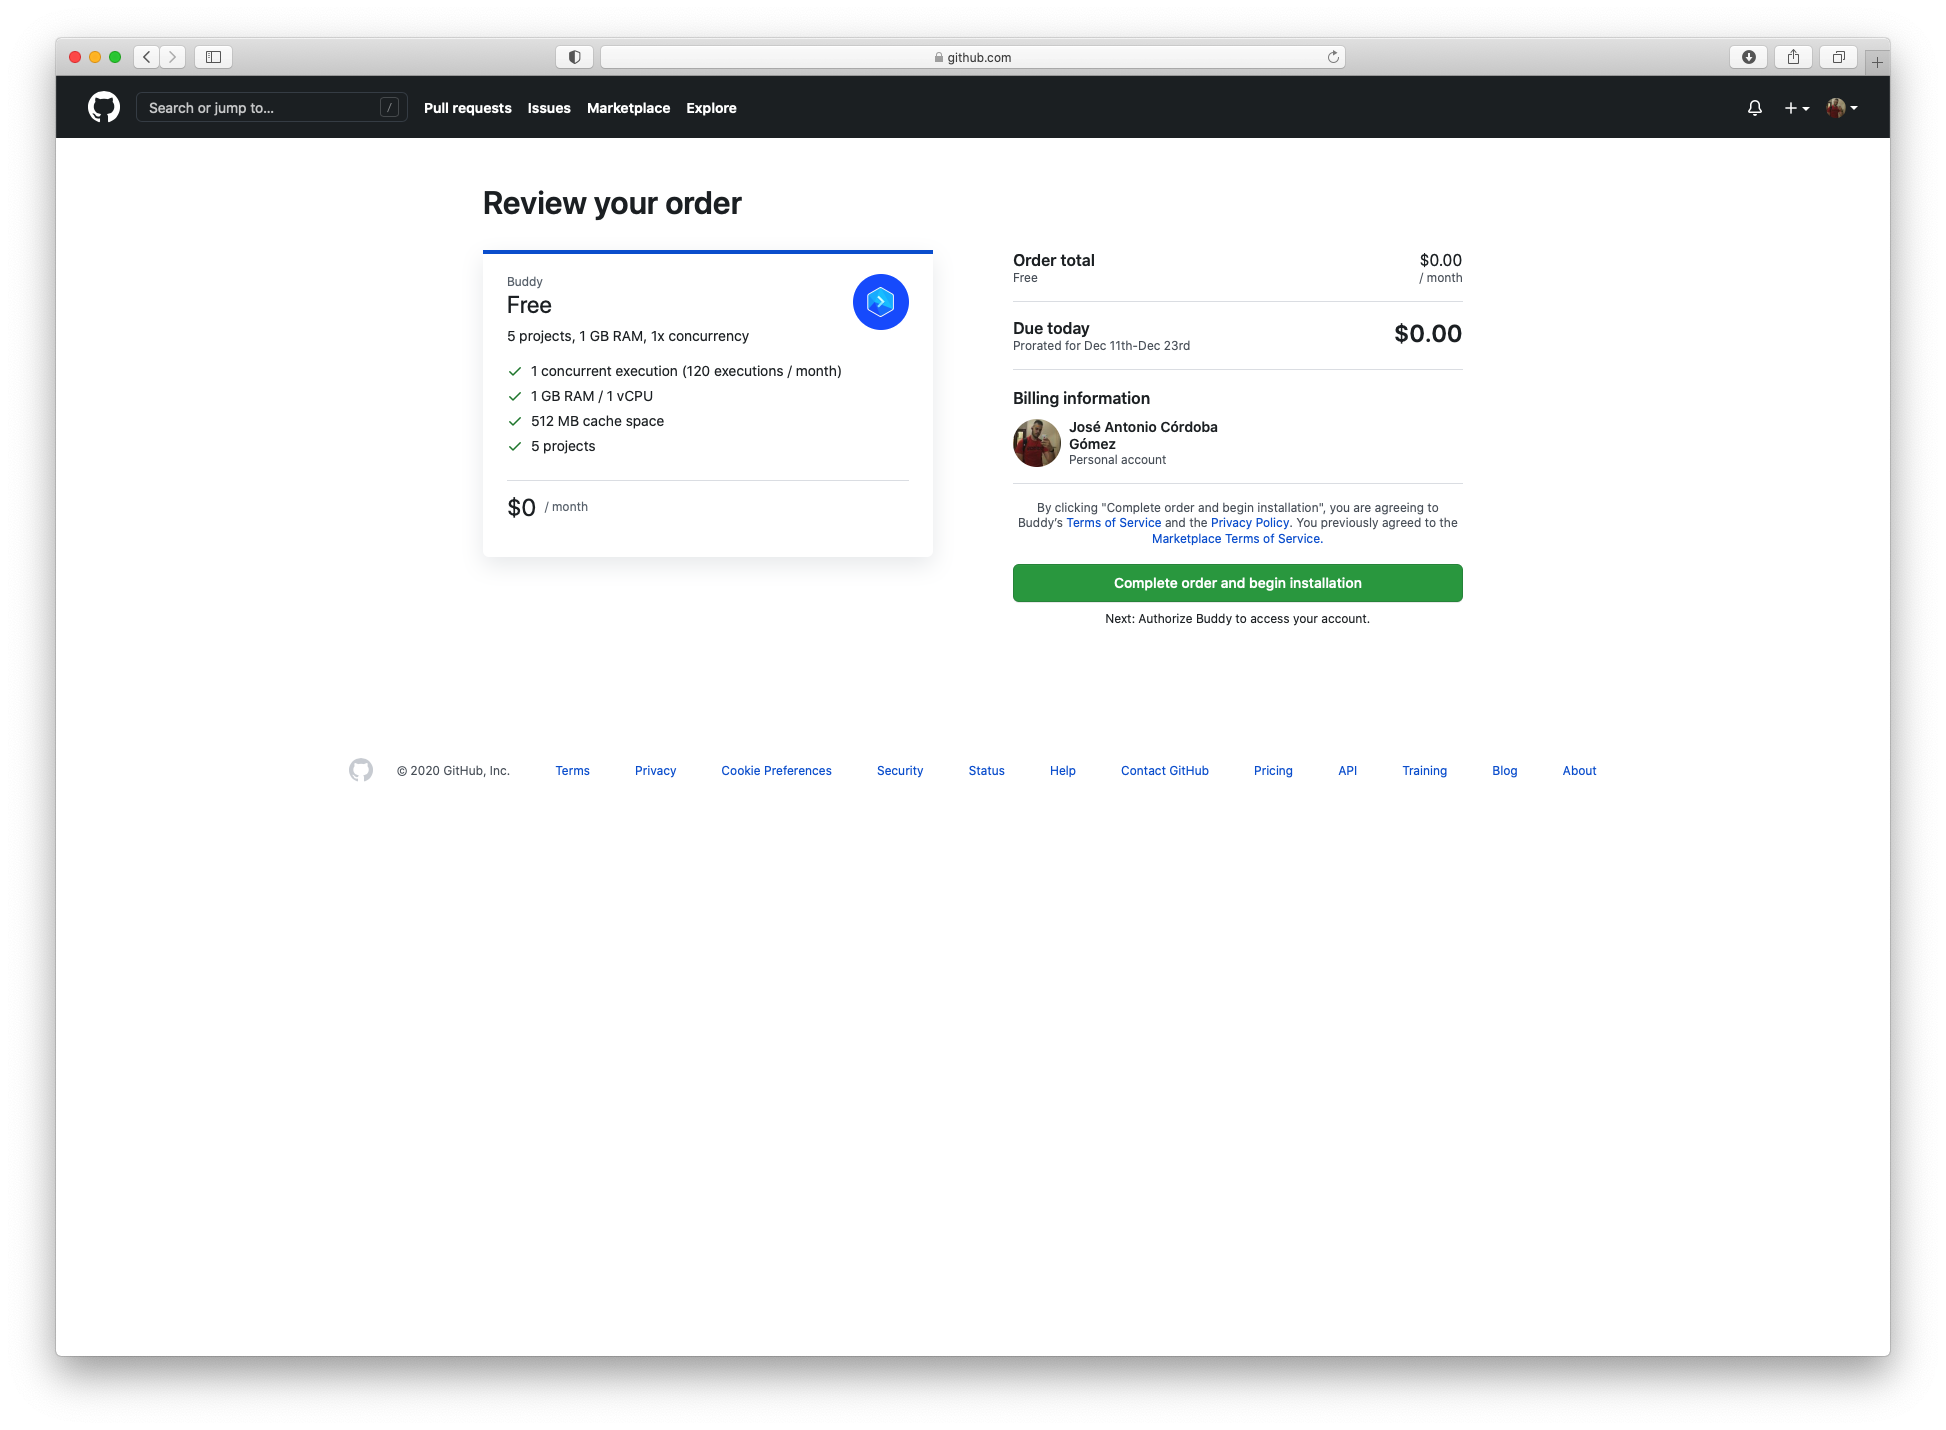 github.com
Search or jump to...
/
Pull requests
Issues
Marketplace
Explore
Review your order
Buddy
Free
5 projects, 1 GB RAM, 1x concurrency
1 concurrent execution (120 executions / month)
1 GB RAM / 1 vCPU
512 MB cache space
5 projects
$0 / month
Order total
$0.00
Free
/ month
Due today
$0.00
Prorated for Dec 11th-Dec 23rd
Billing information
José Antonio Córdoba
Gómez
Personal account
By clicking "Complete order and begin installation", you are agreeing to
Buddy's Terms of Service and the Privacy Policy. You previously agreed to the
Marketplace Terms of Service.
Complete order and begin installation
Next: Authorize Buddy to access your account.
© 2020 GitHub, Inc.
Terms
Privacy
Cookie Preferences
Security
Status
Help
Contact GitHub
Pricing
API
Training
Blog
About